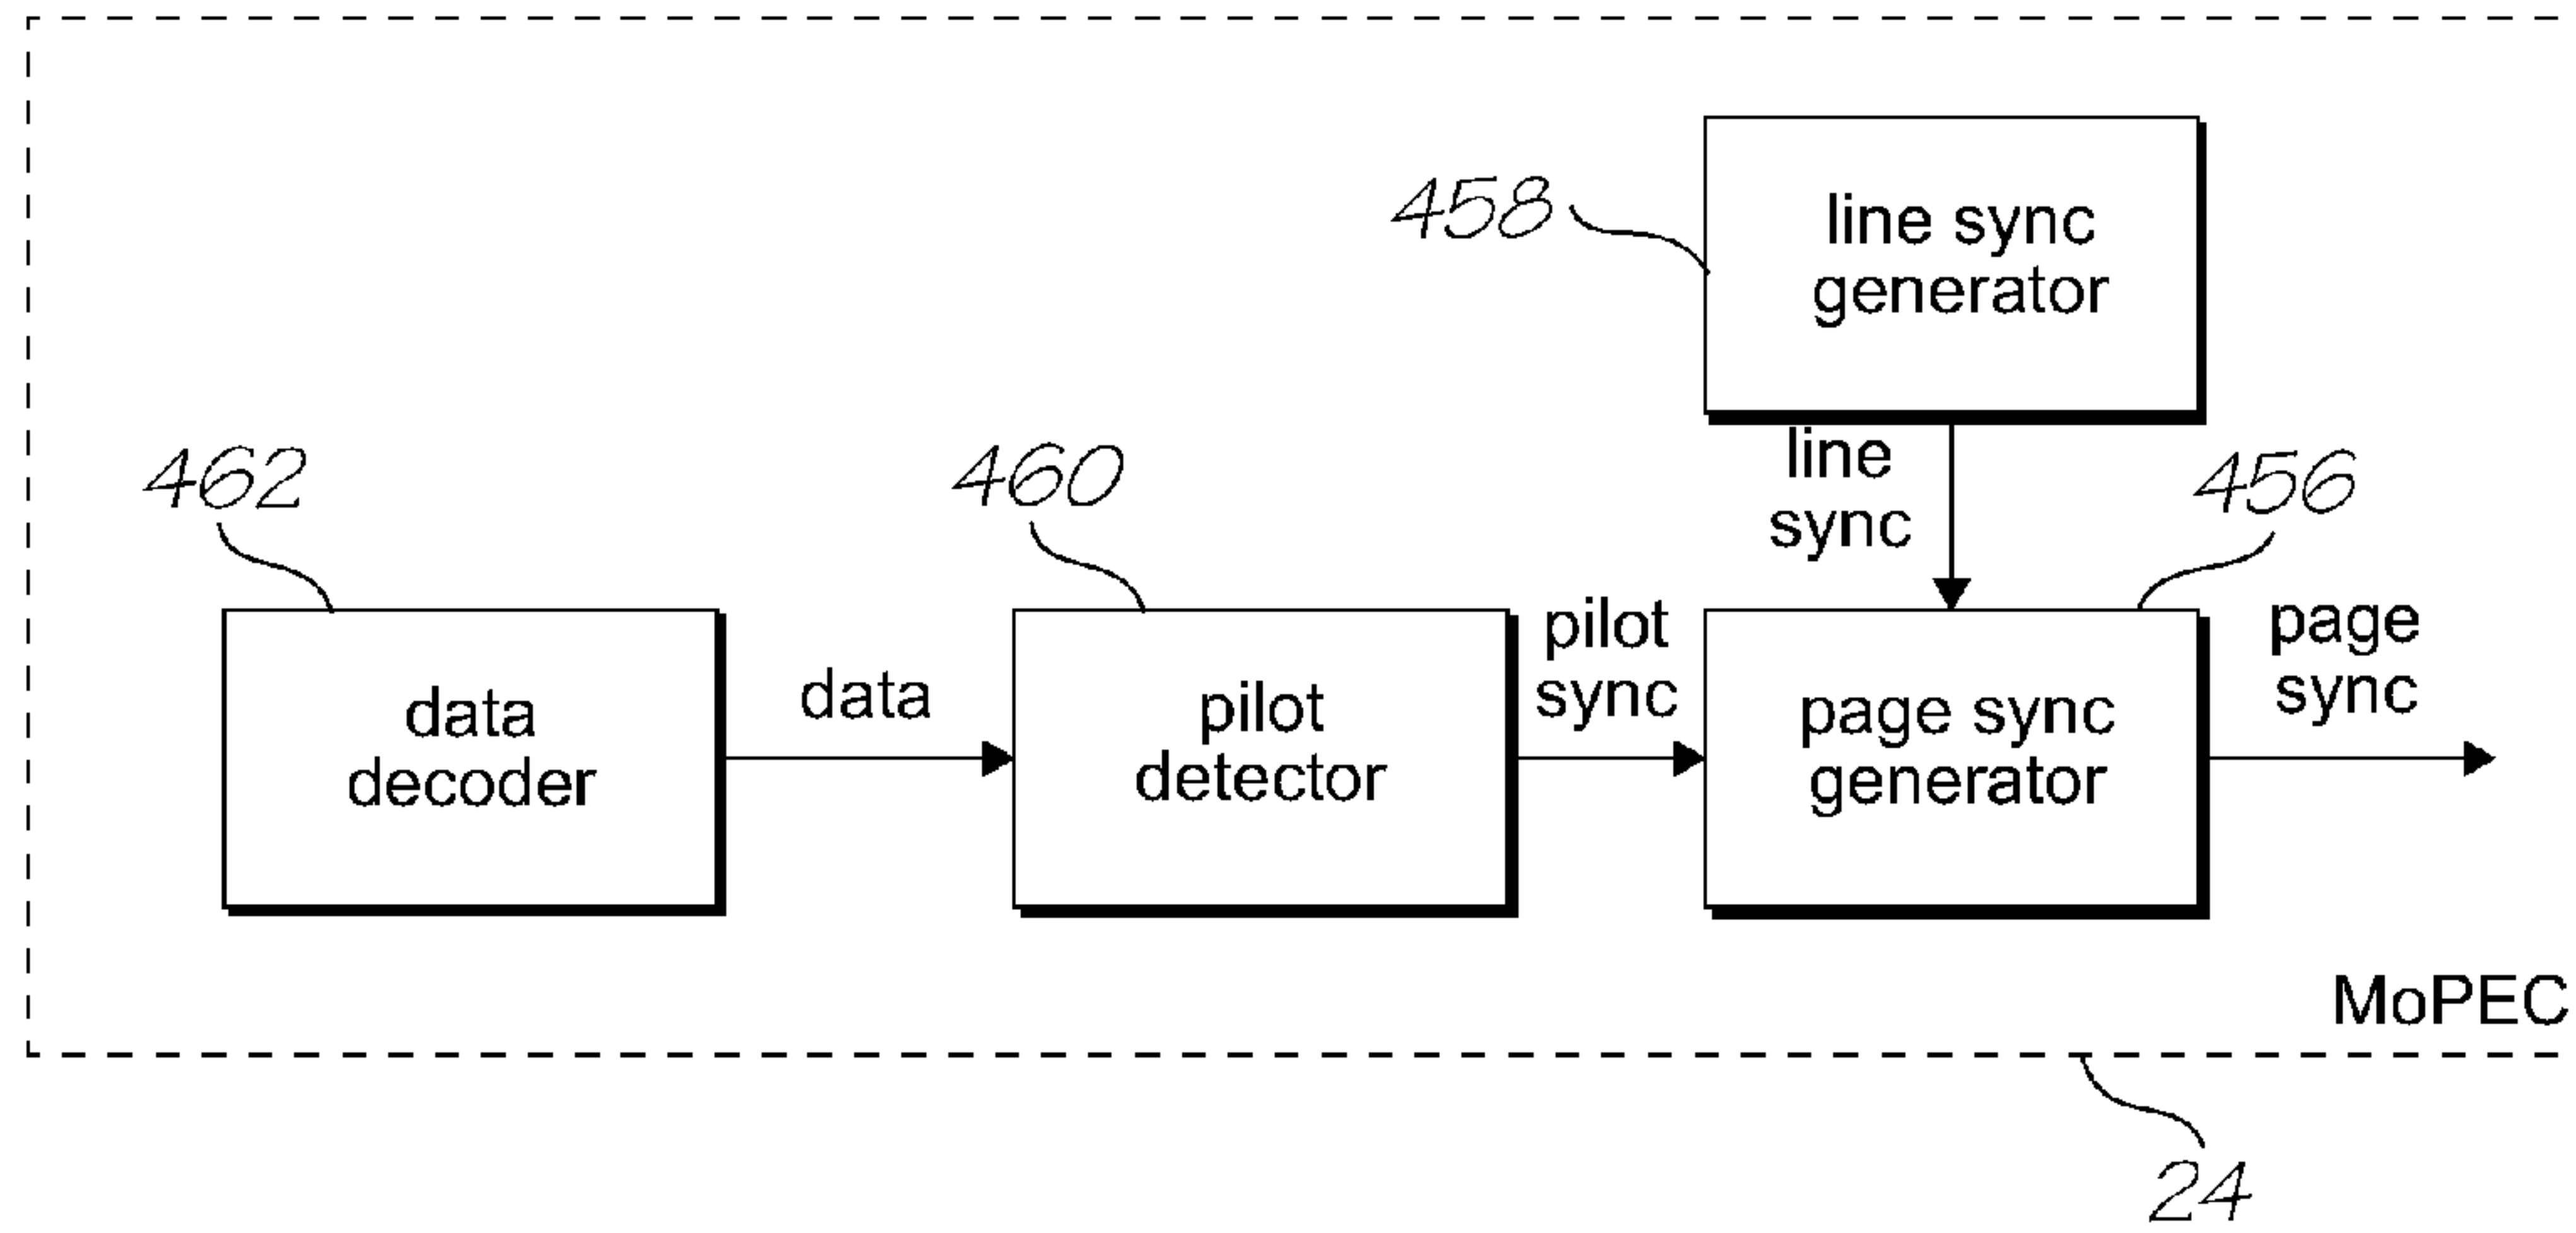 458
line sync
generator
line
sync
462
460
456
data
decoder
data
pilot
detector
pilot
sync
page sync
generator
page
sync
MoPEC
24